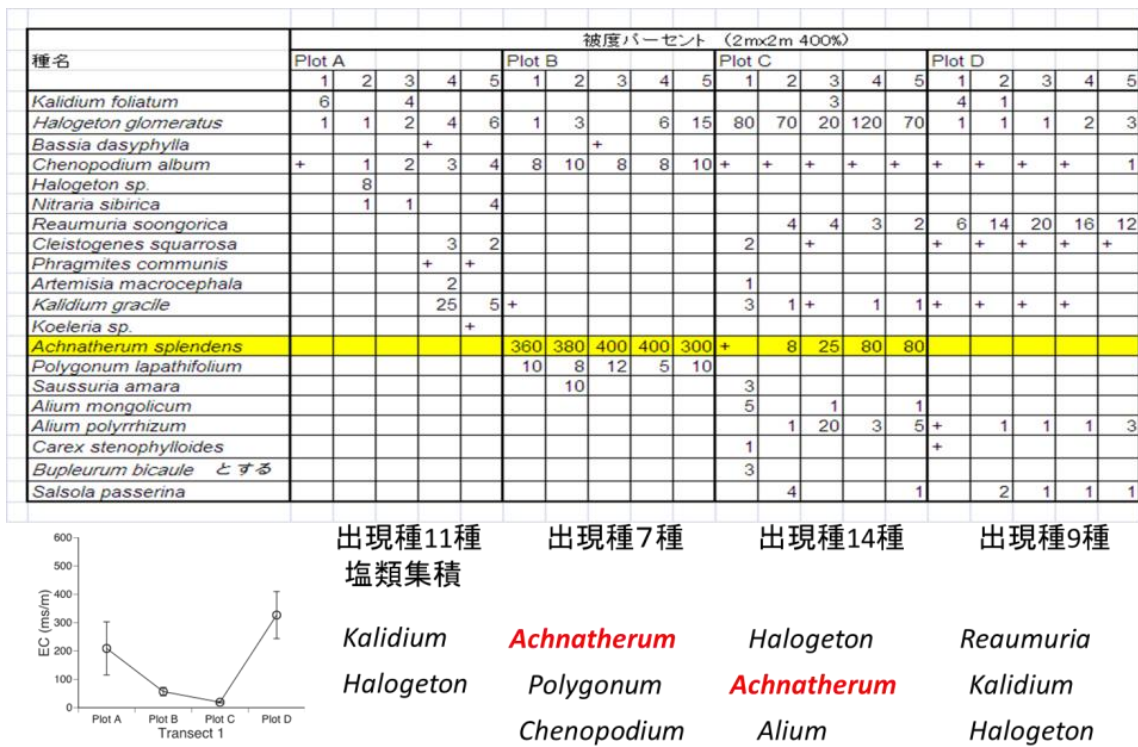 被度パーセント （2mx2m 400%）
種名 Plot A Plot B Plot C Plot D
1 2 3 4 5 1 2 3 4 5 1 2 3 4 5 1 2 3 4 5
Kalidium foliatum 6 4 3 4 1
Halogeton glomeratus 1 1 2 4 6 1 3 6 15 80 70 20 120 70 1 1 1 2 3
Bassia dasyphylla + +
Chenopodium album + 1 2 3 4 8 10 8 8 10 + + + + + + + + + 1
Halogeton sp. 8
Nitraria sibirica 1 1 4
Reaumuria soongorica 4 4 3 2 6 14 20 16 12
Cleistogenes squarrosa 3 2 2 + + + + + +
Phragmites communis + +
Artemisia macrocephala 2 1
Kalidium gracile 25 5 + 3 1 + 1 1 + + + +
Koeleria sp. +
Achnatherum splendens 360 380 400 400 300 + 8 25 80 80
Polygonum lapathifolium 10 8 12 5 10
Saussuria amara 10 3
Alium mongolicum 5 1 1
Alium polyrrhizum 1 20 3 5 + 1 1 1 3
Carex stenophylloides 1 +
Bupleurum bicaule とする 3
Salsola passerina 4 1 2 1 1 1
出現種11種 出現種7種 出現種14種 出現種9種
塩類集積
Kalidium Achnatherum Halogeton Reaumuria
Halogeton Polygonum Achnatherum Kalidium
Chenopodium Alium Halogeton
600
500
400
300
200
100
0
EC (ms/m)
Plot A Plot B Plot C Plot D
Transect 1